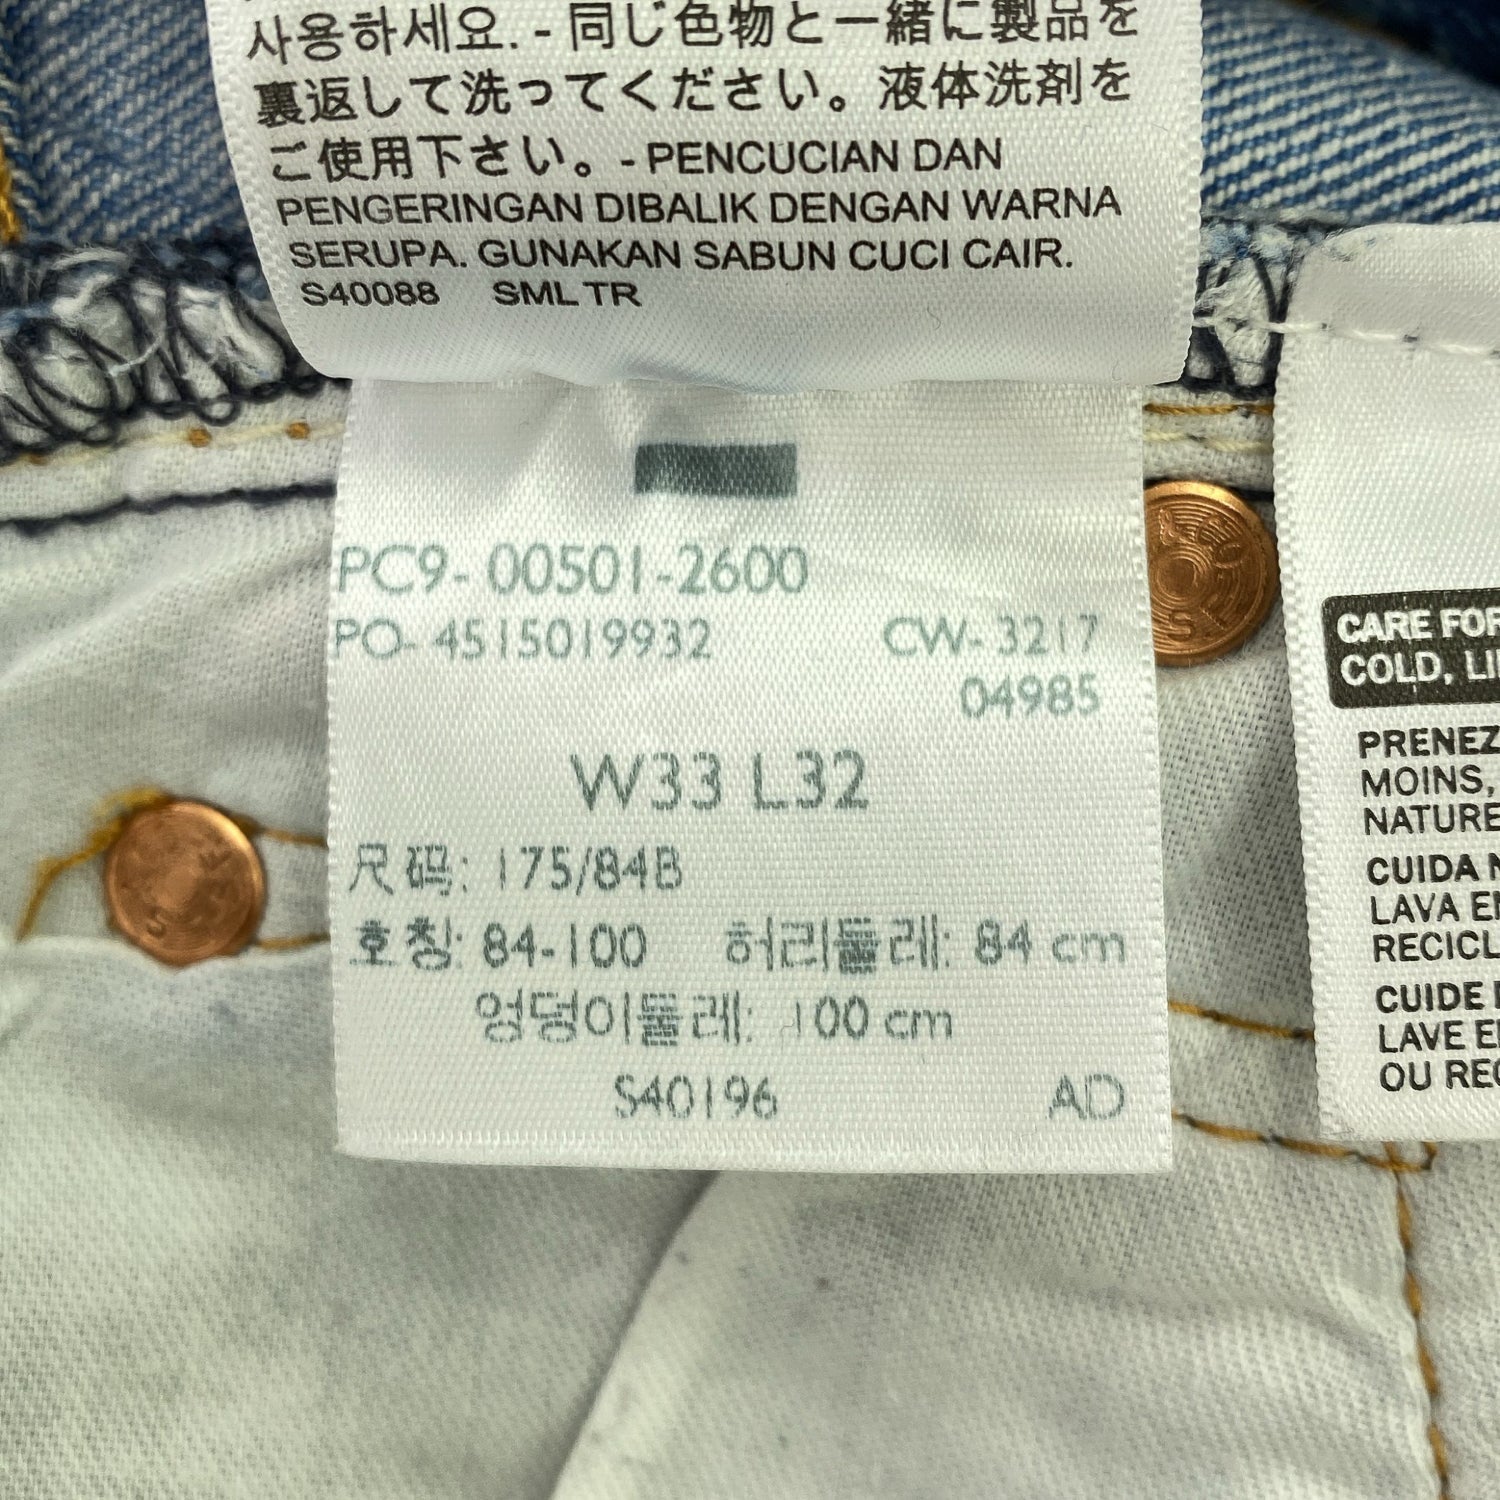 사용하세요. - 同じ色物と一緒に製品を
裏返して洗ってください。液体洗剤を
ご使用下さい。- PENCUCIAN DAN
PENGERINGAN DIBALIK DENGAN WARNA
SERUPA. GUNAKAN SABUN CUCI CAIR.
S40088 SML TR
PC9- 00501-2600
PO- 4515019932 CW- 3217
04985
W33 L32
尺码: 175/84B
호칭: 84-100 허리둘레: 84 cm
엉덩이둘레: 100 cm
S40196 AD
CARE FOR
COLD, LI
PRENEZ
MOINS,
NATURE
CUIDA
LAVA
RECICL
CUIDE
LAVE
OU REC